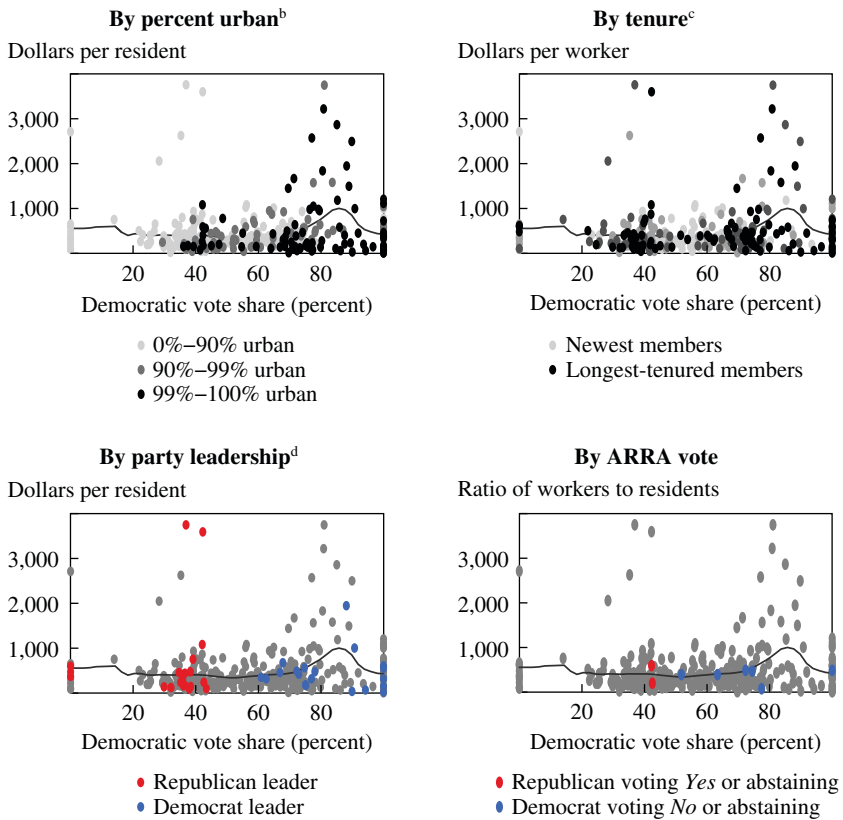 By percent urbanᵇ
Dollars per resident
3,000
2,000
1,000
20 40 60 80
Democratic vote share (percent)
0%–90% urban
90%–99% urban
99%–100% urban
By tenureᶜ
Dollars per worker
3,000
2,000
1,000
20 40 60 80
Democratic vote share (percent)
Newest members
Longest-tenured members
By party leadershipᵈ
Dollars per resident
3,000
2,000
1,000
20 40 60 80
Democratic vote share (percent)
Republican leader
Democrat leader
By ARRA vote
Ratio of workers to residents
3,000
2,000
1,000
20 40 60 80
Democratic vote share (percent)
Republican voting Yes or abstaining
Democrat voting No or abstaining